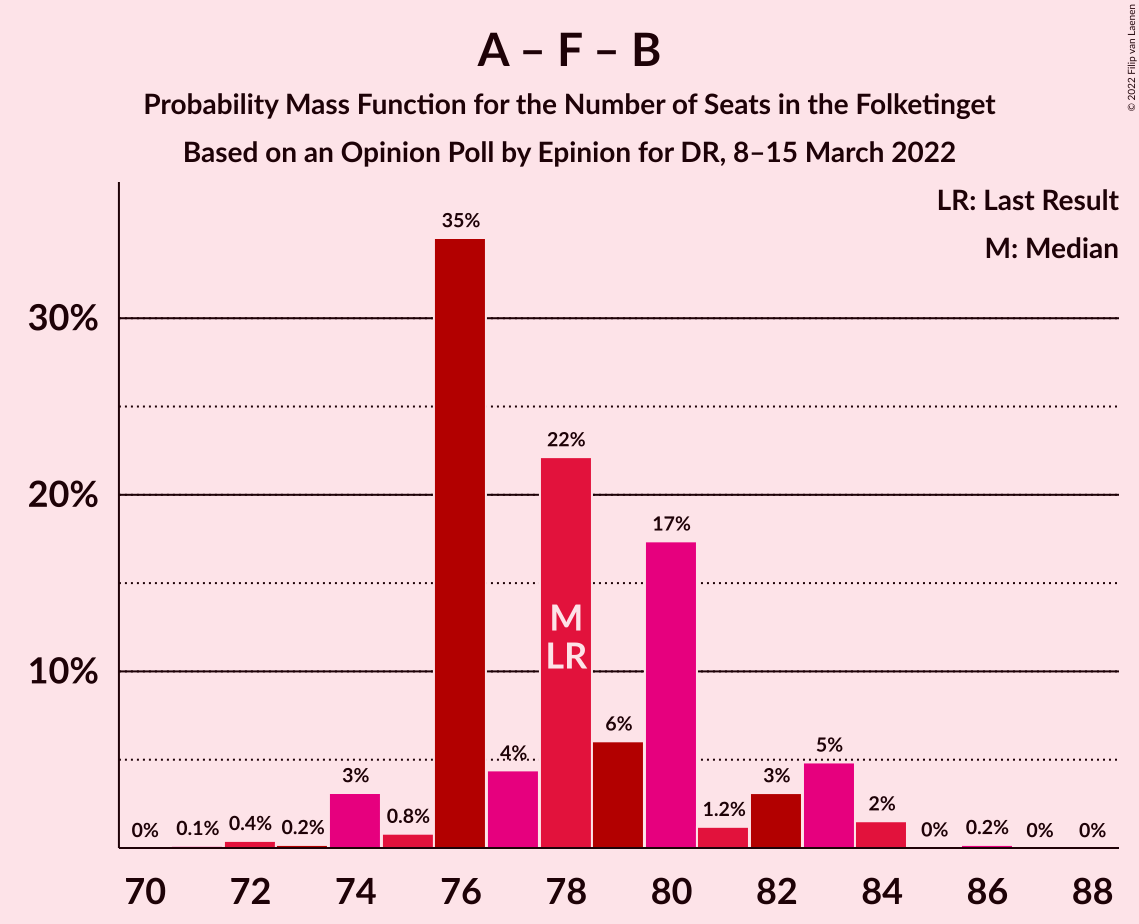 A – F – B
Probability Mass Function for the Number of Seats in the Folketinget
Based on an Opinion Poll by Epinion for DR, 8–15 March 2022
© 2022 Filip van Laenen
LR: Last Result
M: Median
30%
20%
10%
0%
0.1%
0.4%
0.2%
3%
0.8%
35%
4%
22%
6%
17%
1.2%
3%
5%
2%
0%
0.2%
0%
0%
M
LR
70 72 74 76 78 80 82 84 86 88